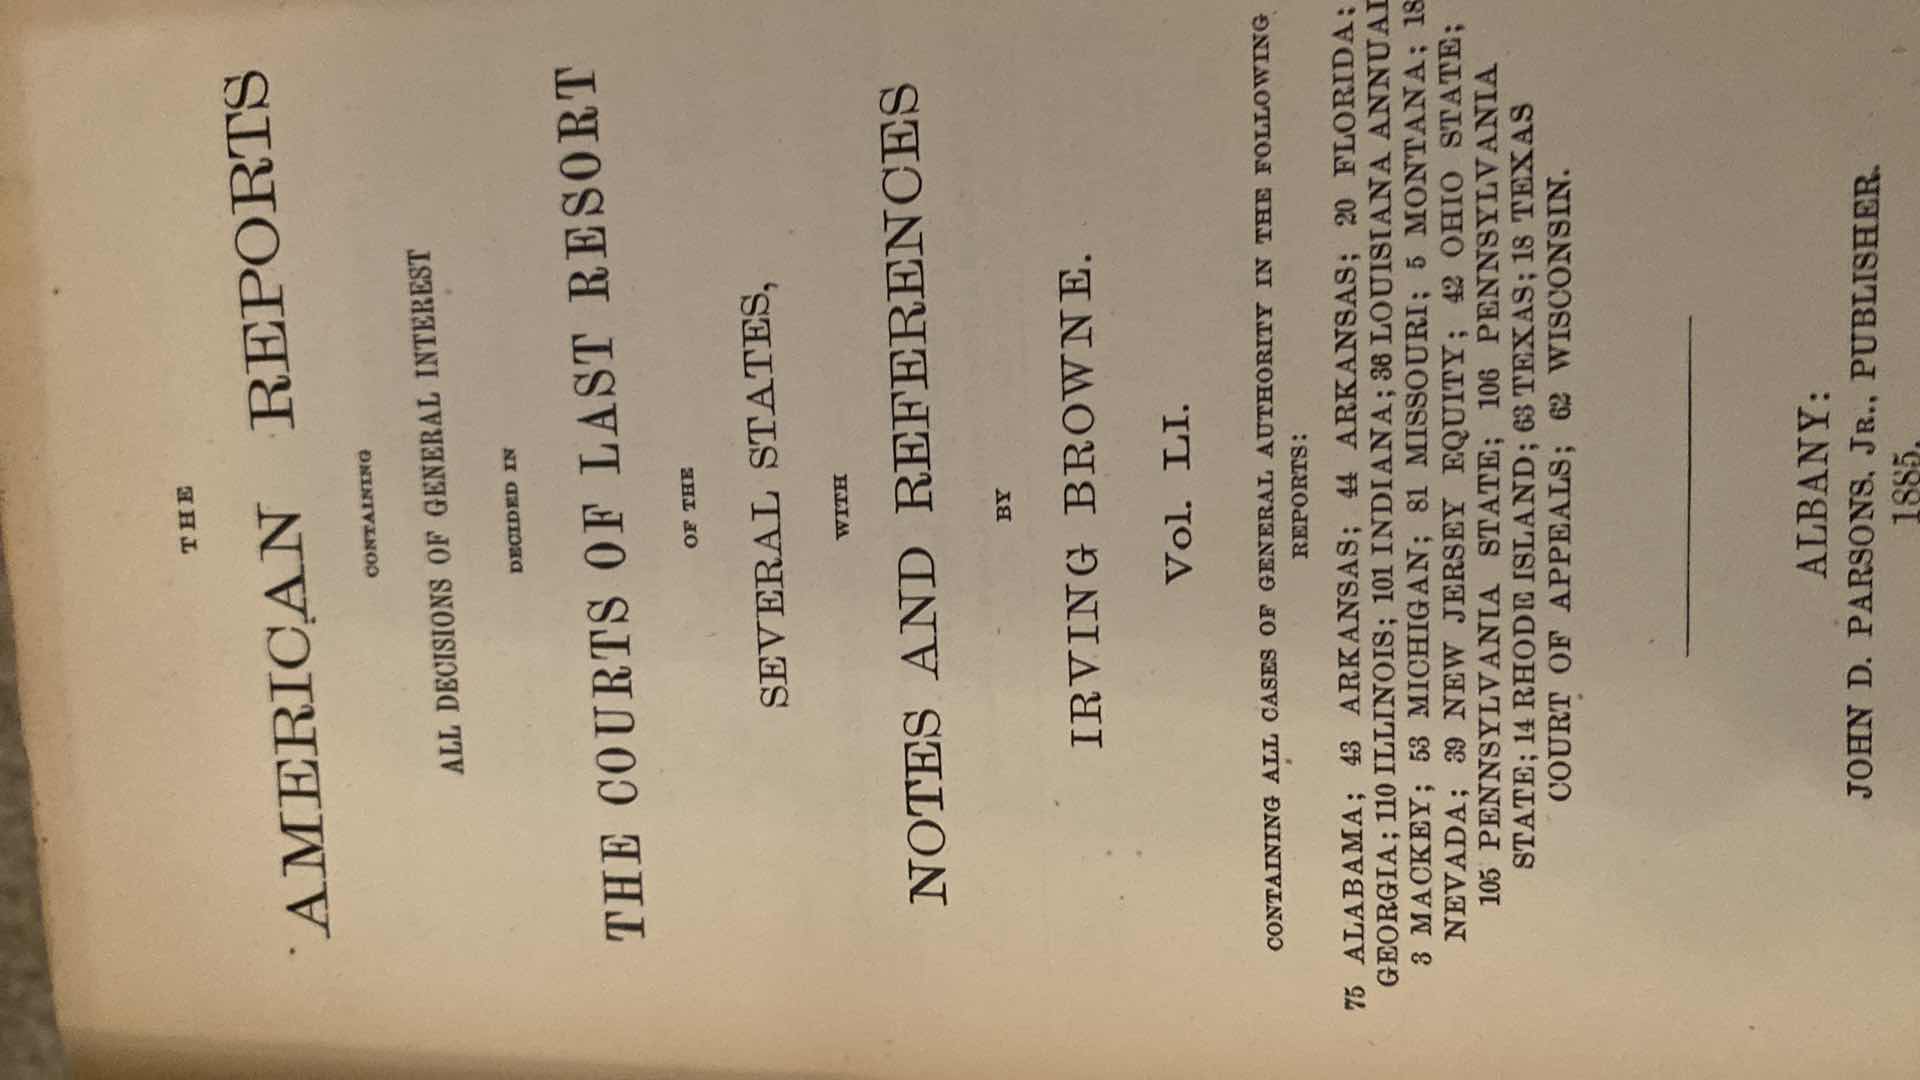 THE
AMERICAN REPORTS
CONTAINING
ALL DECISIONS OF GENERAL INTEREST
DECIDED IN
THE COURTS OF LAST RESORT
OF THE
SEVERAL STATES,
WITH
NOTES AND REFERENCES
BY
IRVING BROWNE.
Vol. LI.
CONTAINING ALL CASES OF GENERAL AUTHORITY IN THE FOLLOWING
REPORTS:
75 ALABAMA; 43 ARKANSAS; 44 ARKANSAS; 20 FLORIDA;
GEORGIA; 110 ILLINOIS; 101 INDIANA; 36 LOUISIANA ANNUAL
3 MACKEY; 53 MICHIGAN; 81 MISSOURI; 5 MONTANA; 18
NEVADA; 39 NEW JERSEY EQUITY; 42 OHIO STATE;
105 PENNSYLVANIA STATE; 106 PENNSYLVANIA
STATE; 14 RHODE ISLAND; 63 TEXAS; 18 TEXAS
COURT OF APPEALS; 62 WISCONSIN.
ALBANY:
JOHN D. PARSONS, JR., PUBLISHER.
1885.